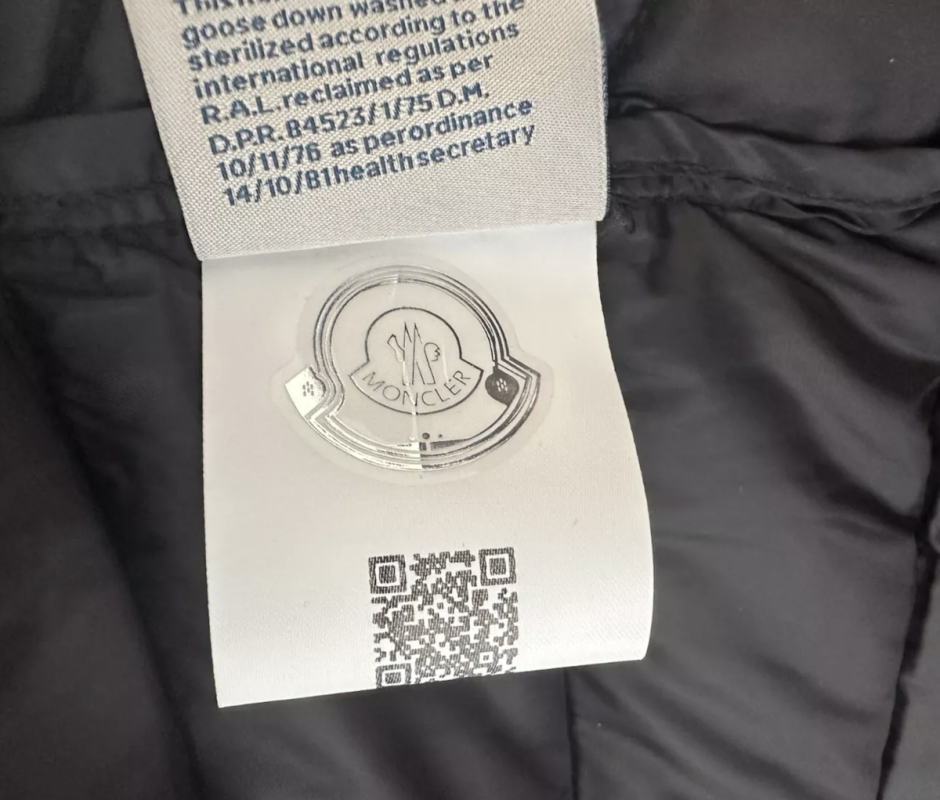 goose down washed
sterilized according to the
international regulations
R.A.L.reclaimed as per
D.P.R.84523/1/75 D.M.
10/11/76 as perordinance
14/10/81healthsecretary
MONCLER